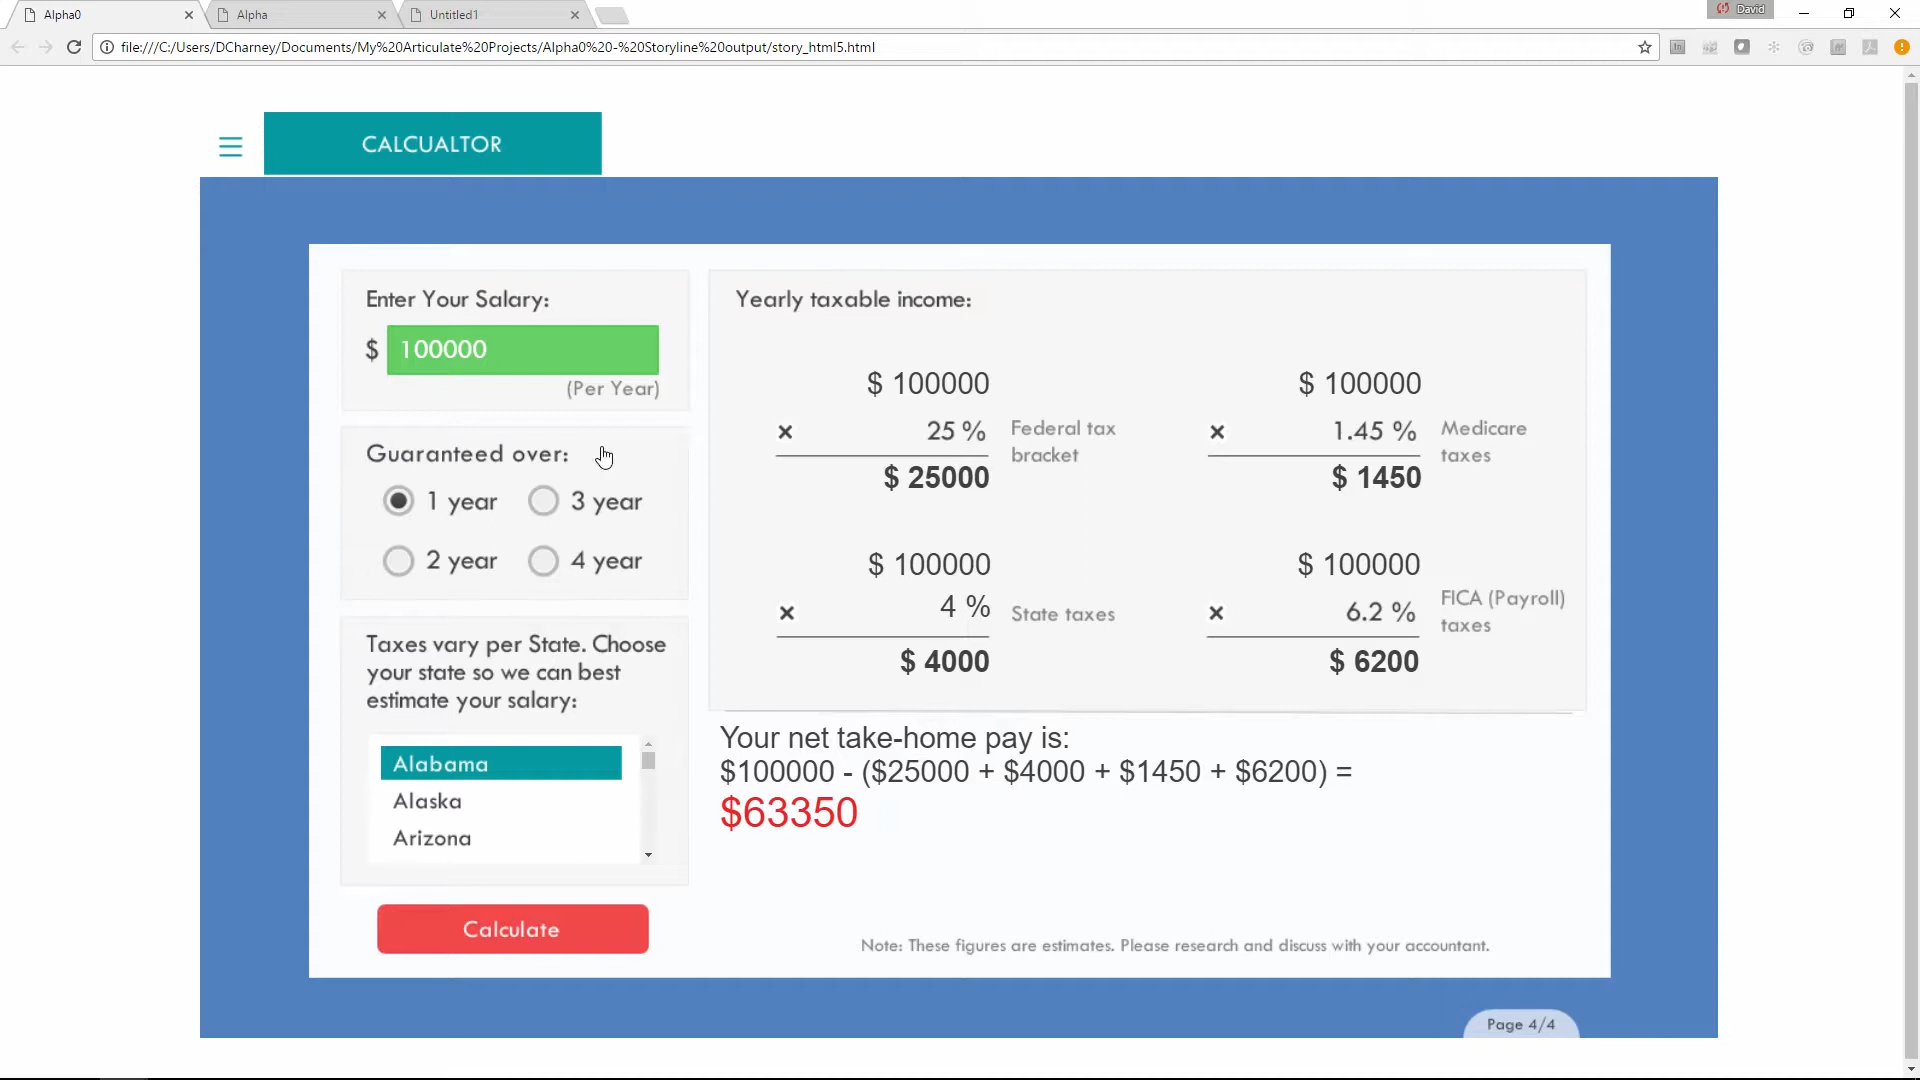 Alpha0
Alpha
Untitled1
David
file:///C:/Users/DCharney/Documents/My%20Articulate%20Projects/Alpha0%20-%20Storyline%20output/story_html5.html
CALCUALTOR
Enter Your Salary:
$ 100000
(Per Year)
Guaranteed over:
1 year
3 year
2 year
4 year
Taxes vary per State. Choose
your state so we can best
estimate your salary:
Alabama
Alaska
Arizona
Calculate
Yearly taxable income:
$ 100000
× 25 % Federal tax
bracket
$ 25000
$ 100000
× 1.45 % Medicare
taxes
$ 1450
$ 100000
× 4 % State taxes
$ 4000
$ 100000
× 6.2 % FICA (Payroll)
taxes
$ 6200
Your net take-home pay is:
$100000 - ($25000 + $4000 + $1450 + $6200) =
$63350
Note: These figures are estimates. Please research and discuss with your accountant.
Page 4/4